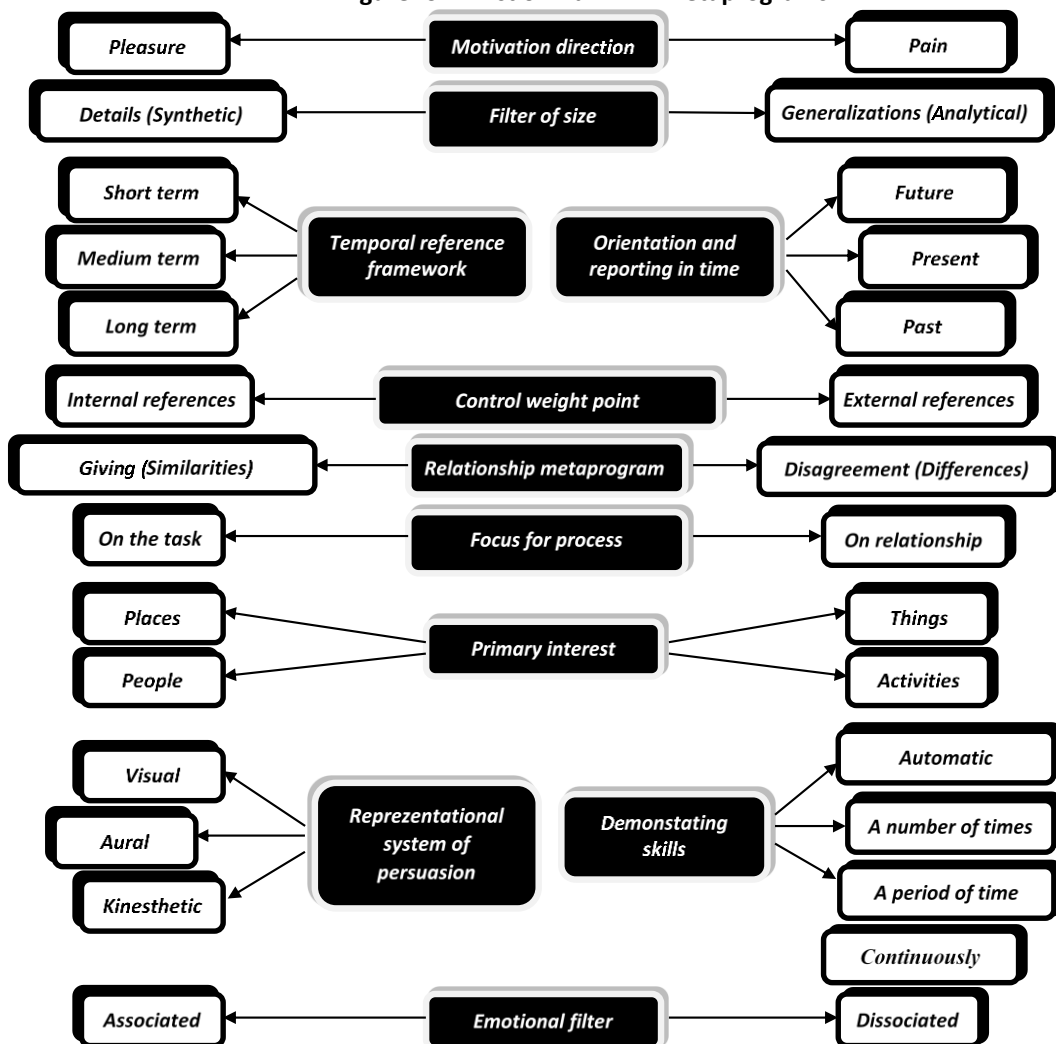 Pleasure
Motivation direction
Pain
Details (Synthetic)
Filter of size
Generalizations (Analytical)
Short term
Medium term
Long term
Temporal reference
framework
Orientation and
reporting in time
Future
Present
Past
Internal references
Control weight point
External references
Giving (Similarities)
Relationship metaprogram
Disagreement (Differences)
On the task
Focus for process
On relationship
Places
People
Primary interest
Things
Activities
Visual
Aural
Kinesthetic
Reprezentational
system of
persuasion
Demonstating
skills
Automatic
A number of times
A period of time
Continuously
Associated
Emotional filter
Dissociated